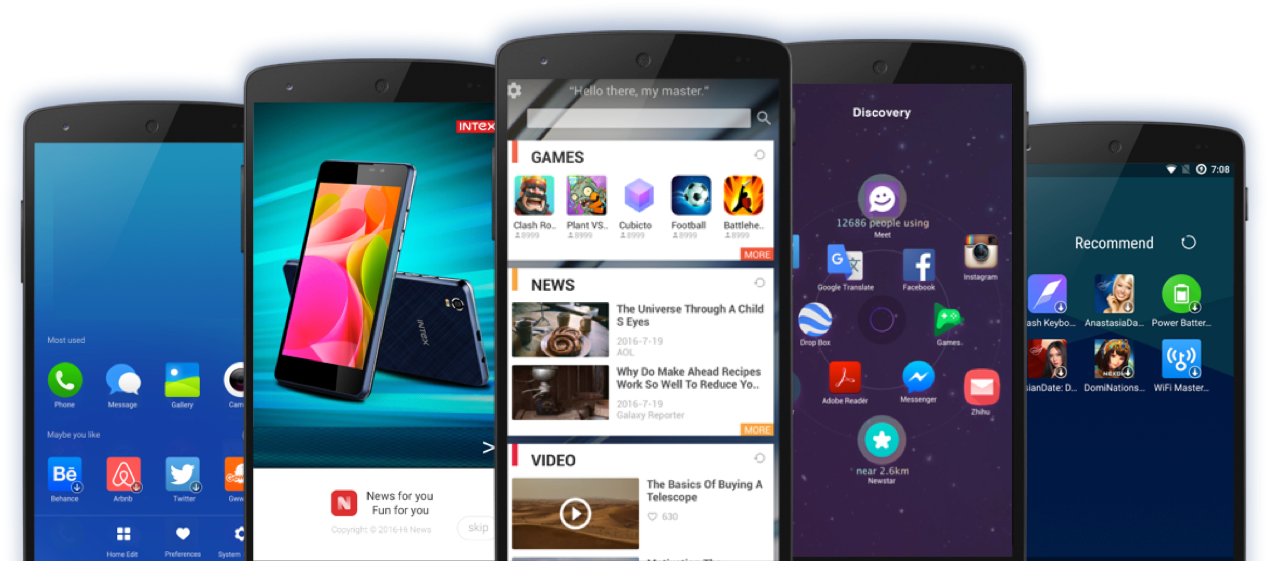 Most used
Phone
Message
Gallery
Maybe you like
Bē
Behance
Airbnb
Twitter
Home Edit
Preferences
System
INTEX
INTEX
>
N
News for you
Fun for you
Copyright © 2016 Hi News
skip
"Hello there, my master."
GAMES
Clash Ro.. Plant VS.. Cubicto Football Battlehe..
8999 8999 8999 8999 8999
MORE
NEWS
The Universe Through A Child
S Eyes
2016-7-19
AOL
Why Do Make Ahead Recipes
Work So Well To Reduce Yo..
2016-7-19
Galaxy Reporter
MORE
VIDEO
The Basics Of Buying A
Telescope
630
Discovery
12686 people using
Meet
Google Translate
Facebook
Instagram
Drop Box
Games.
Adobe Reader
Messenger
Zhihu
near 2.6km
Newstar
7:08
Recommend
ash Keybo... AnastasiaDa... Power Batter...
sianDate: D... DomiNations... WiFi Master...